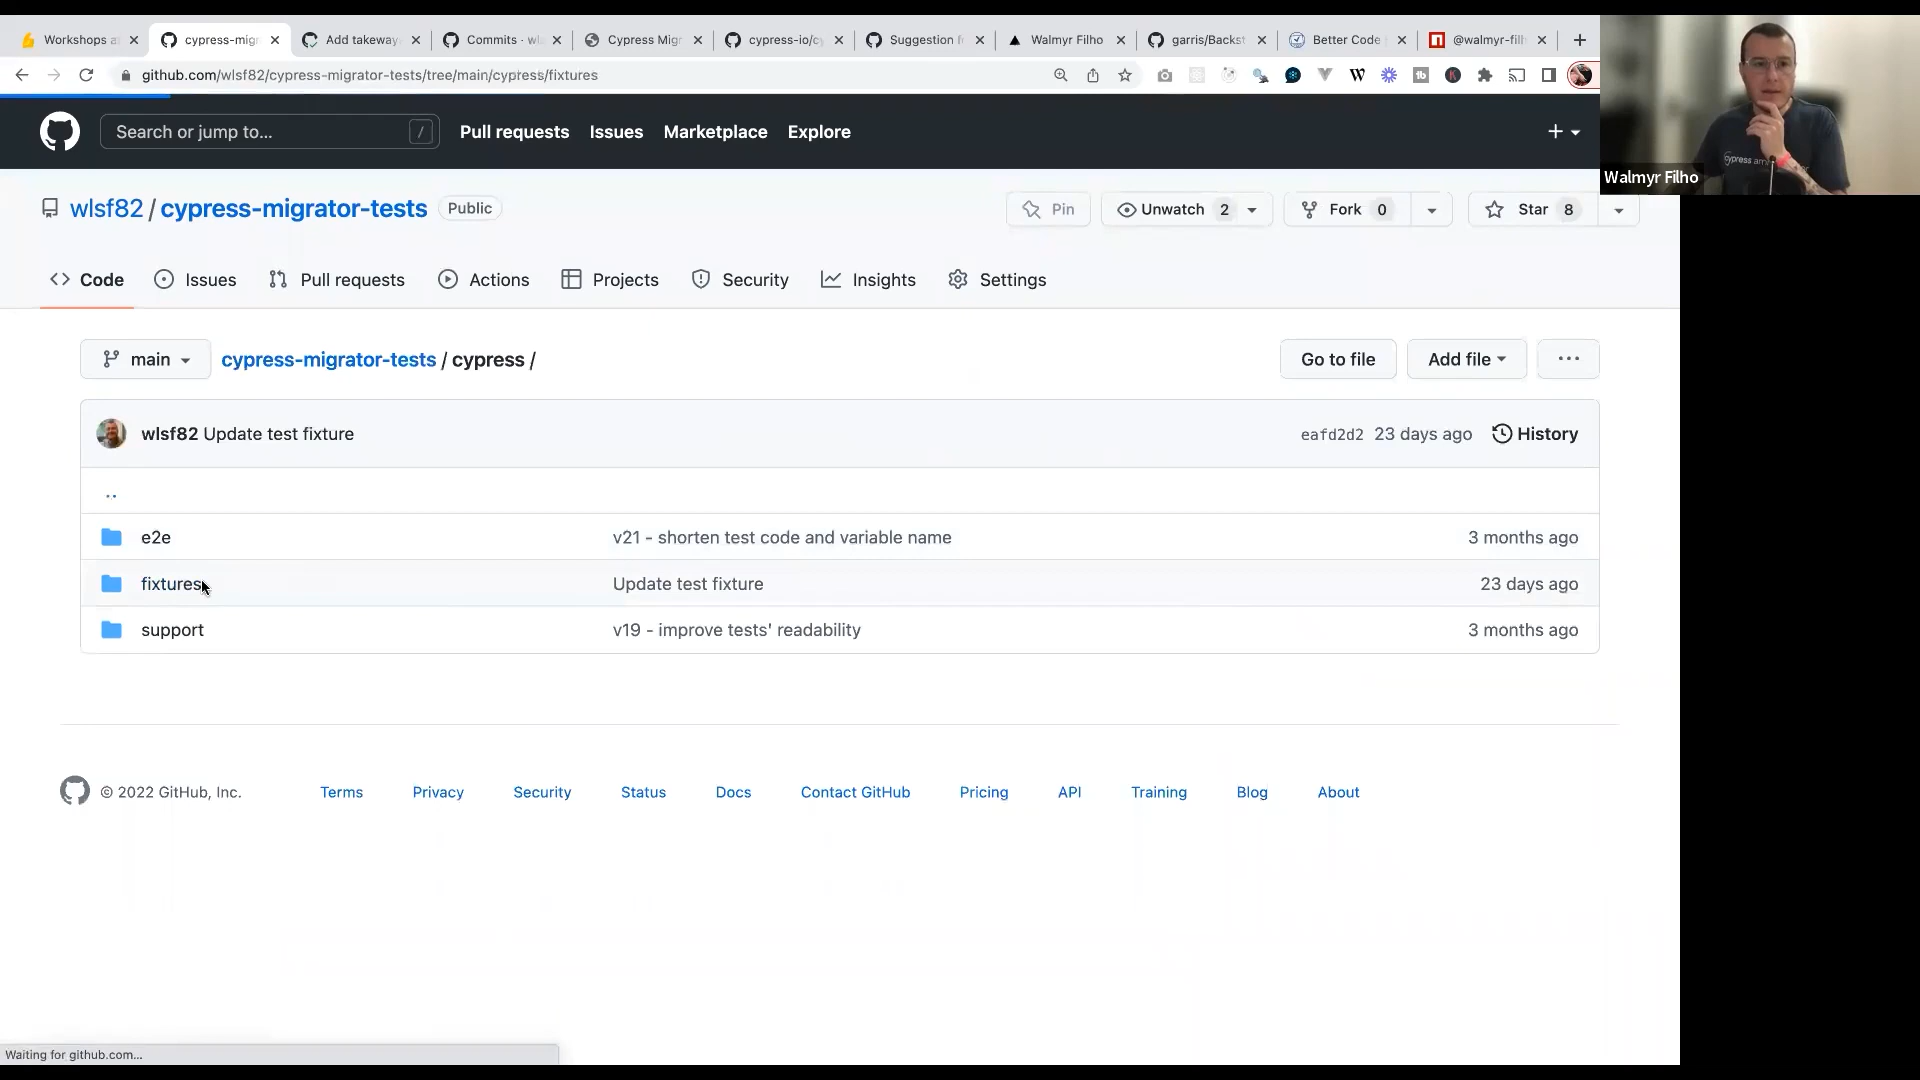 Workshops a
cypress-mig
Add takeway
Commits · wl
Cypress Migr
cypress-io/cy
Suggestion f
Walmyr Filho
garris/Backst
Better Code
@walmyr-filh
github.com/wlsf82/cypress-migrator-tests/tree/main/cypress/fixtures
Search or jump to...
/
Pull requests
Issues
Marketplace
Explore
Walmyr Filho
wlsf82 / cypress-migrator-tests
Public
Pin
Unwatch 2
Fork 0
Star 8
Code
Issues
Pull requests
Actions
Projects
Security
Insights
Settings
main
cypress-migrator-tests / cypress /
Go to file
Add file
wlsf82 Update test fixture
eafd2d2 23 days ago
History
..
e2e
v21 - shorten test code and variable name
3 months ago
fixtures
Update test fixture
23 days ago
support
v19 - improve tests' readability
3 months ago
© 2022 GitHub, Inc.
Terms
Privacy
Security
Status
Docs
Contact GitHub
Pricing
API
Training
Blog
About
Waiting for github.com...